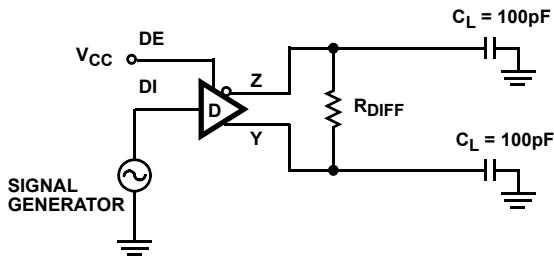 C_L = 100pF
DE
V_CC
DI
Z
D
R_DIFF
Y
C_L = 100pF
SIGNAL
GENERATOR